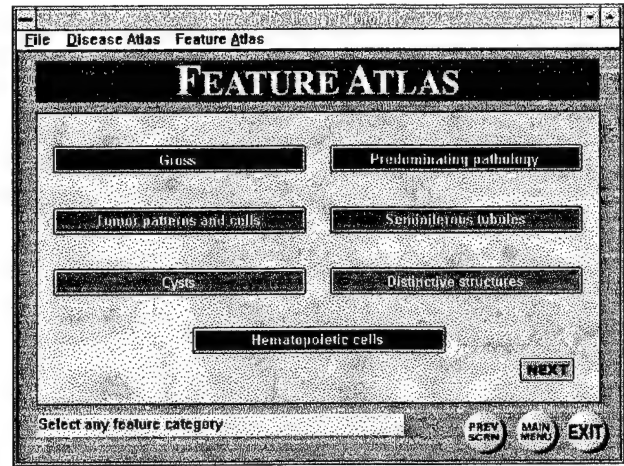 File Disease Atlas Feature Atlas
FEATURE ATLAS
Gross Predominating pathology
Tumor patterns and cells Seminiferous tubules
Cysts Distinctive structures
Hematopoietic cells
NEXT
Select any feature category
PREV SCRN MAIN MENU EXIT